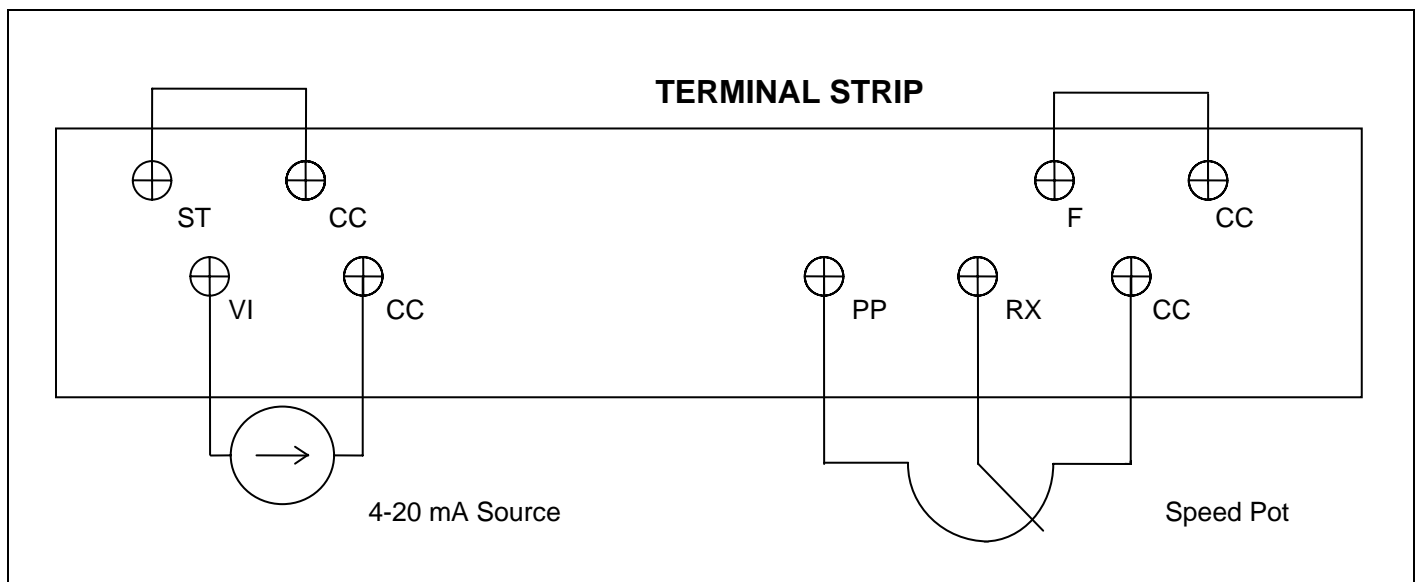 TERMINAL STRIP
ST CC F CC
VI CC PP RX CC
4-20 mA Source Speed Pot